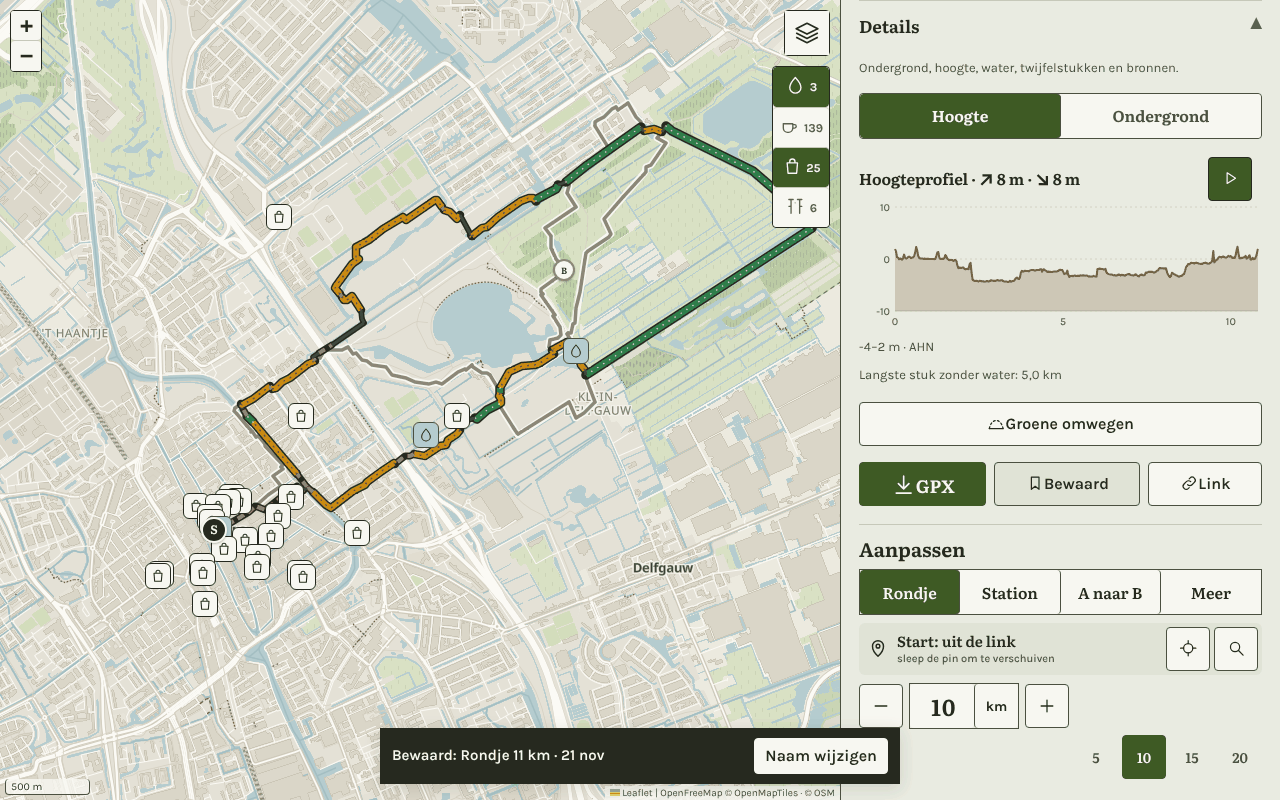 +
−
3
139
25
6
B
'T HAANTJE
KLEIN-
DELFGAUW
S
Delfgauw
500 m
Leaflet | OpenFreeMap © OpenMapTiles · © OSM
Bewaard: Rondje 11 km · 21 nov
Naam wijzigen
Details
Ondergrond, hoogte, water, twijfelstukken en bronnen.
Hoogte
Ondergrond
Hoogteprofiel · ↗ 8 m · ↘ 8 m
10
0
-10
0
5
10
-4–2 m · AHN
Langste stuk zonder water: 5,0 km
Groene omwegen
GPX
Bewaard
Link
Aanpassen
Rondje
Station
A naar B
Meer
Start: uit de link
sleep de pin om te verschuiven
−
10
km
+
5
10
15
20